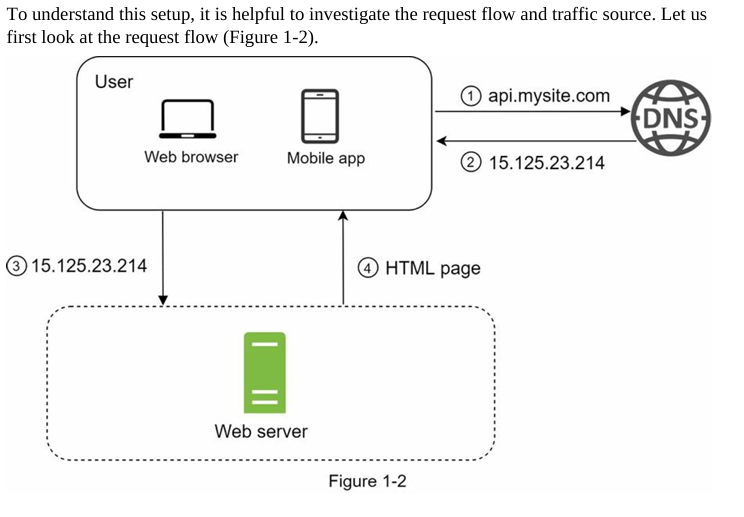 To understand this setup, it is helpful to investigate the request flow and traffic source. Let us
first look at the request flow (Figure 1-2).
User
Web browser
Mobile app
① api.mysite.com
DNS
② 15.125.23.214
③ 15.125.23.214
④ HTML page
Web server
Figure 1-2